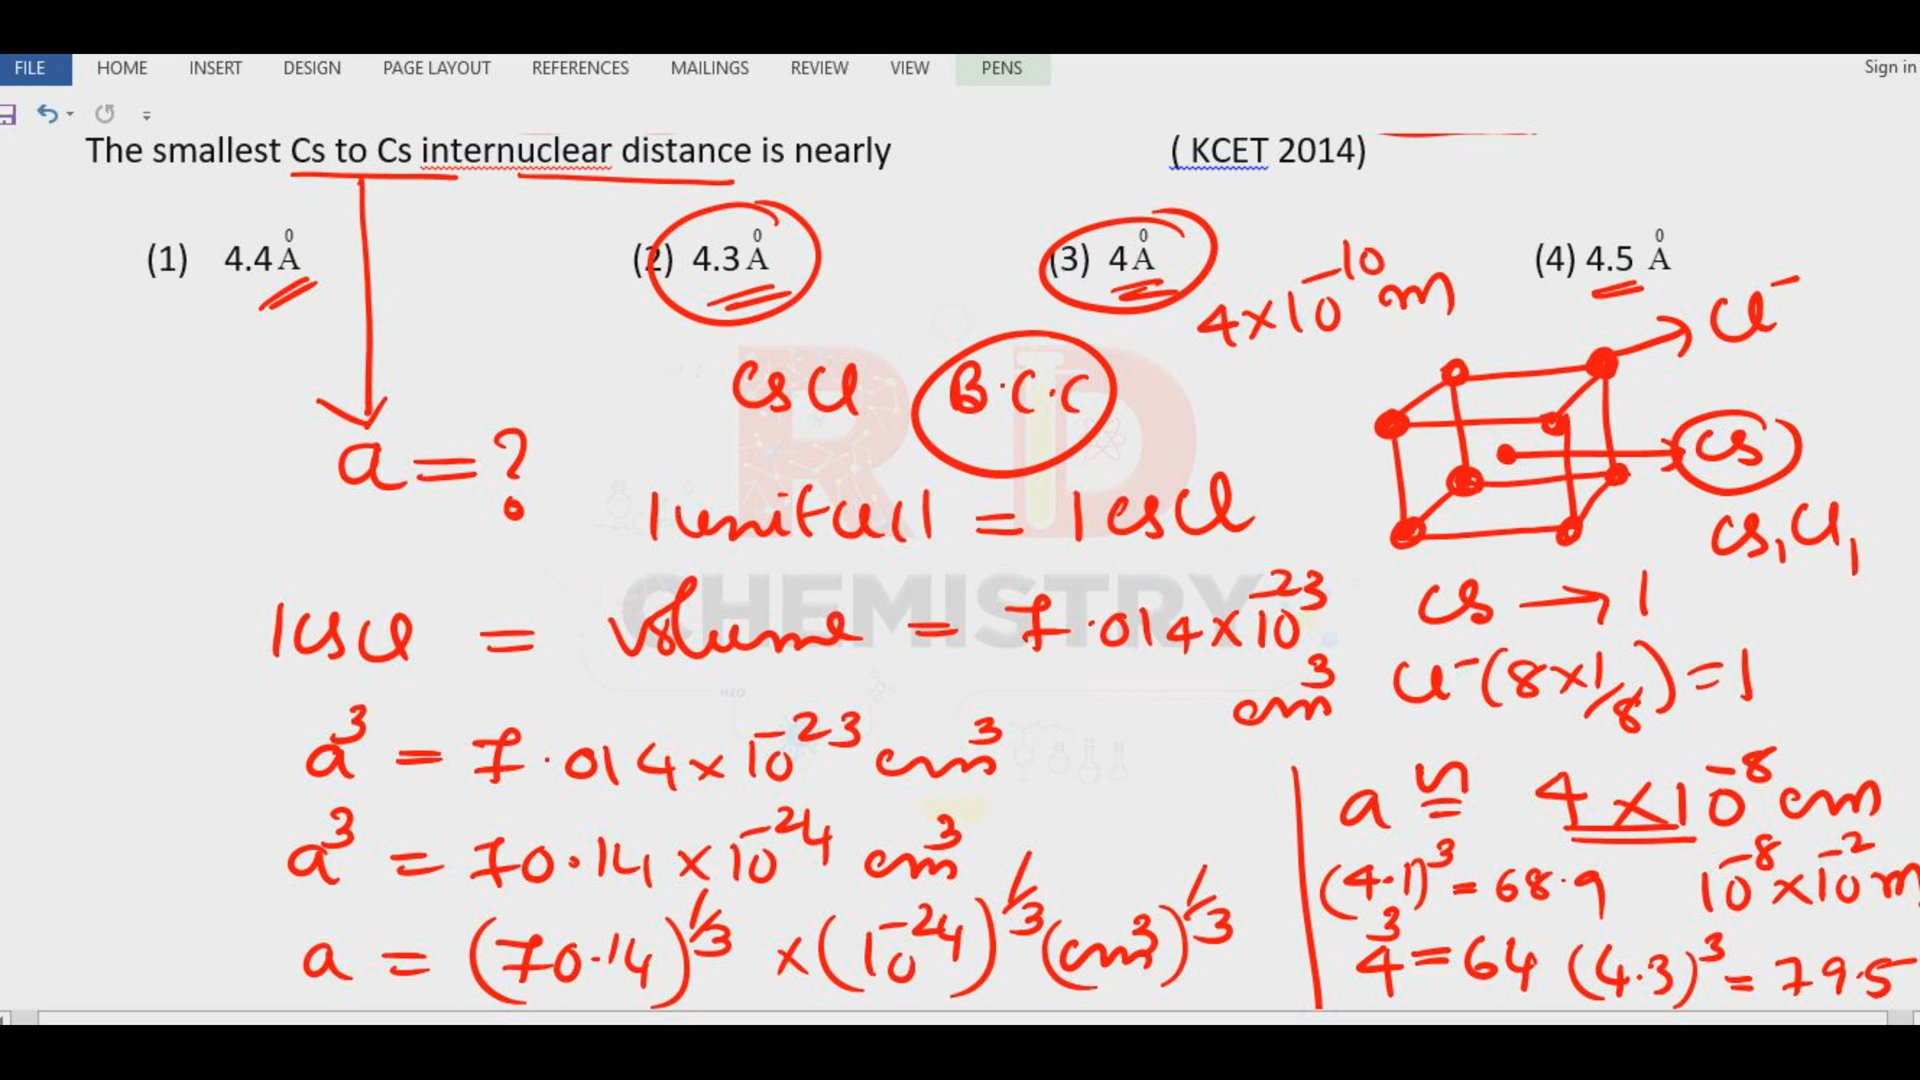 FILE HOME INSERT DESIGN PAGE LAYOUT REFERENCES MAILINGS REVIEW VIEW PENS Sign in
The smallest Cs to Cs internuclear distance is nearly ( KCET 2014)
(1) 4.4 Å (2) 4.3 Å (3) 4 Å (4) 4.5 Å
4×10⁻¹⁰ m
Cl⁻
CsCl B.C.C
Cs
a = ?
1 unit cell = 1 CsCl
Cs₁Cl₁
RD
CHEMISTRY
1 CsCl = Volume = 7.014×10⁻²³ cm³
Cs → 1
Cl⁻(8×1/8) = 1
H2O
a³ = 7.014×10⁻²³ cm³
a ≅ 4×10⁻⁸ cm
a³ = 70.14×10⁻²⁴ cm³
(4.1)³ = 68.9 10⁻⁸×10⁻² m
a = (70.14)^1/3 × (10⁻²⁴)^1/3 (cm³)^1/3
4³ = 64 (4.3)³ = 79.5